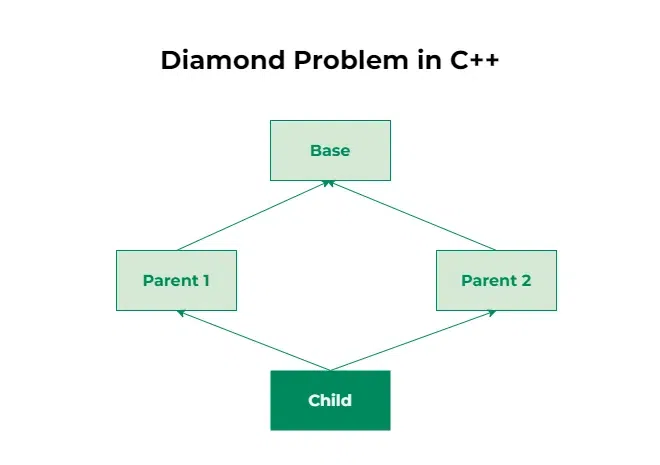 Diamond Problem in C++
Base
Parent 1
Parent 2
Child